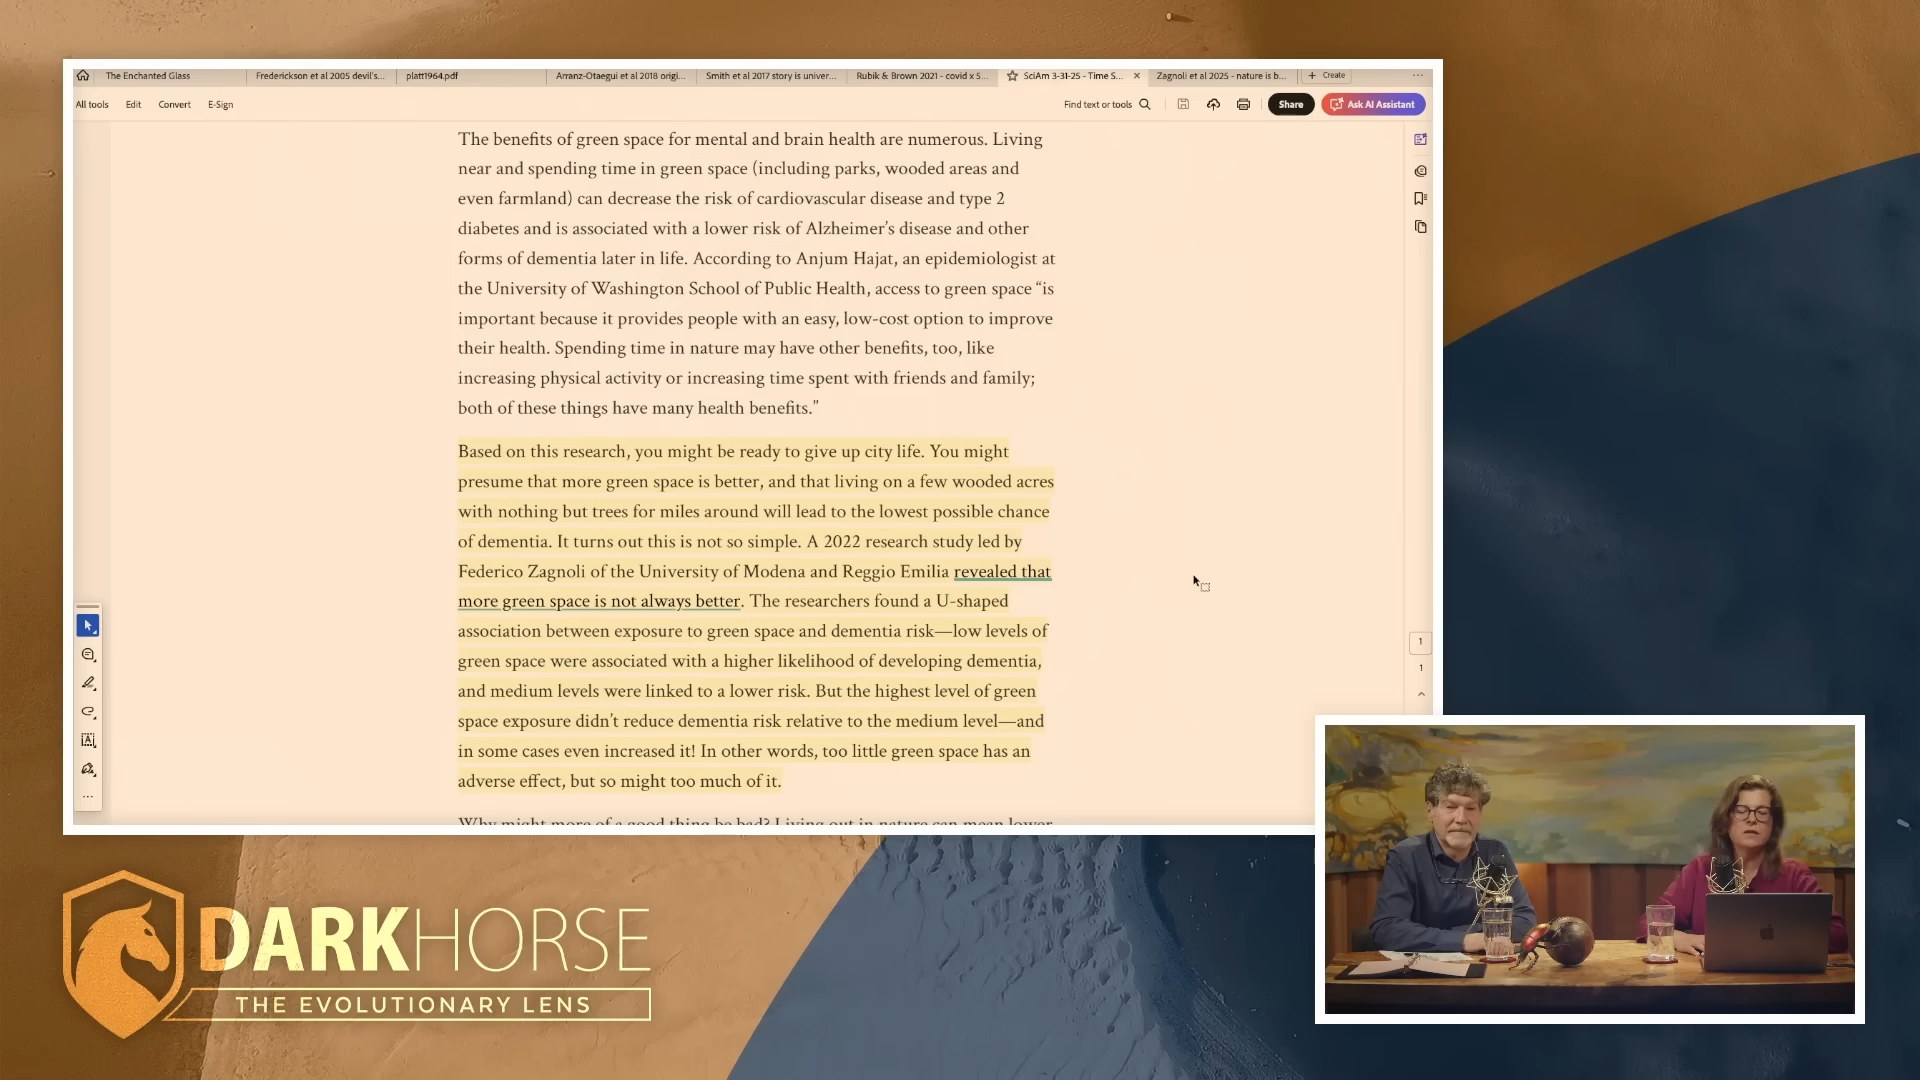 The Enchanted Glass
Frederickson et al 2005 devil's...
platt1964.pdf
Arranz-Otaegui et al 2018 origi...
Smith et al 2017 story is univer...
Rubik & Brown 2021 - covid x 5...
SciAm 3-31-25 - Time S...
Zagnoli et al 2025 - nature is b...
Create
All tools
Edit
Convert
E-Sign
Find text or tools
Share
Ask AI Assistant
The benefits of green space for mental and brain health are numerous. Living
near and spending time in green space (including parks, wooded areas and
even farmland) can decrease the risk of cardiovascular disease and type 2
diabetes and is associated with a lower risk of Alzheimer’s disease and other
forms of dementia later in life. According to Anjum Hajat, an epidemiologist at
the University of Washington School of Public Health, access to green space “is
important because it provides people with an easy, low-cost option to improve
their health. Spending time in nature may have other benefits, too, like
increasing physical activity or increasing time spent with friends and family;
both of these things have many health benefits.”
Based on this research, you might be ready to give up city life. You might
presume that more green space is better, and that living on a few wooded acres
with nothing but trees for miles around will lead to the lowest possible chance
of dementia. It turns out this is not so simple. A 2022 research study led by
Federico Zagnoli of the University of Modena and Reggio Emilia revealed that
more green space is not always better. The researchers found a U-shaped
association between exposure to green space and dementia risk—low levels of
green space were associated with a higher likelihood of developing dementia,
and medium levels were linked to a lower risk. But the highest level of green
space exposure didn’t reduce dementia risk relative to the medium level—and
in some cases even increased it! In other words, too little green space has an
adverse effect, but so might too much of it.
Why might more of a good thing be bad? Living out in nature can mean lower
1
1
DARKHORSE
THE EVOLUTIONARY LENS